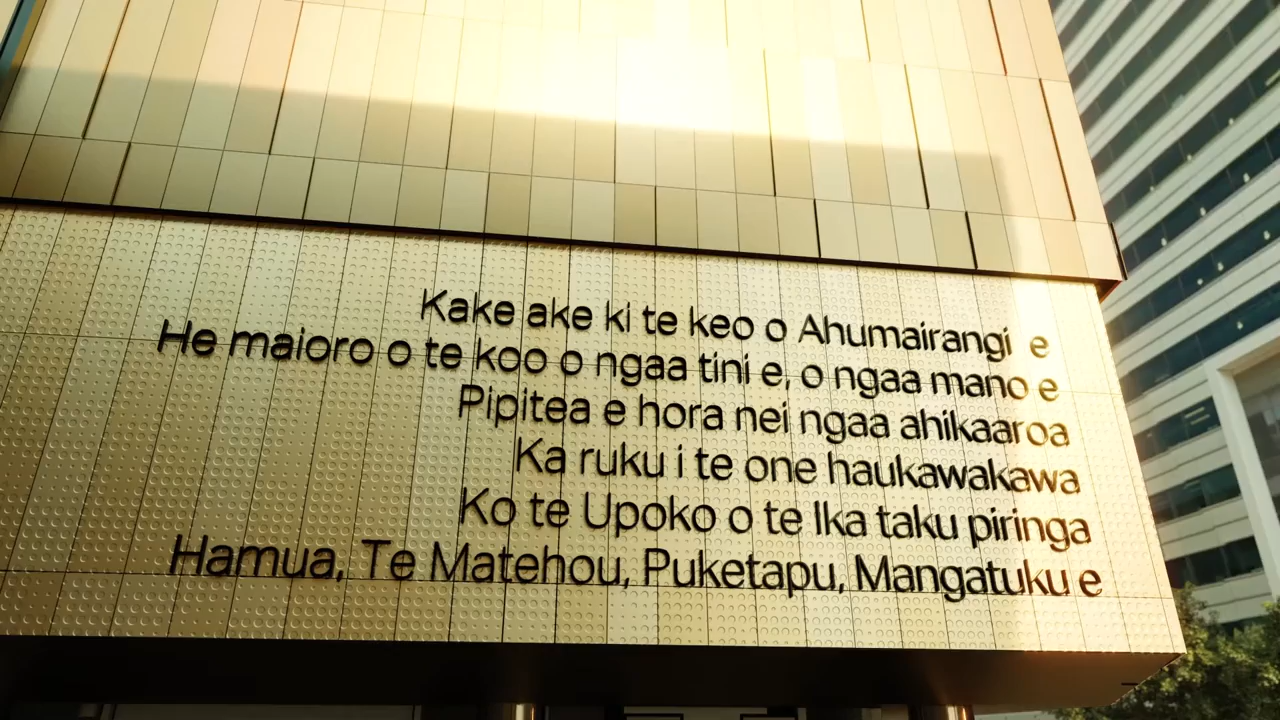 Kake ake ki te keo o Ahumairangi e
He maioro o te koo o ngaa tini e, o ngaa mano e
Pipitea e hora nei ngaa ahikaaroa
Ka ruku i te one haukawakawa
Ko te Upoko o te Ika taku piringa
Hamua, Te Matehou, Puketapu, Mangatuku e